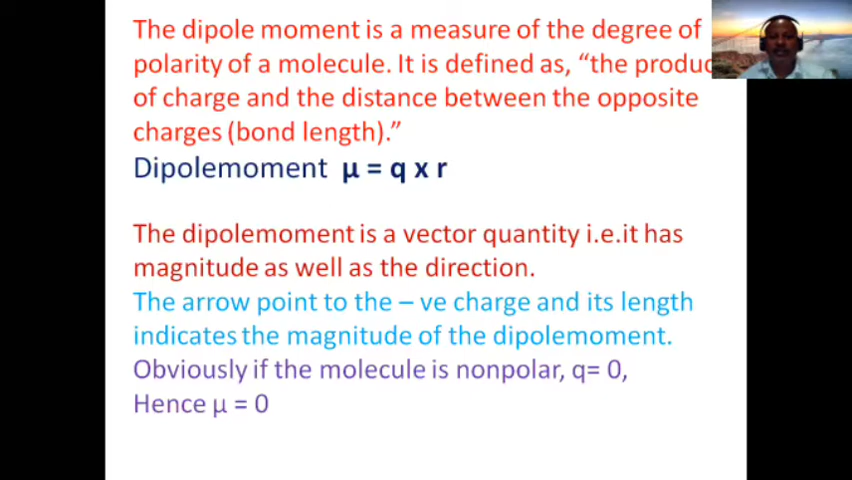 The dipole moment is a measure of the degree of
polarity of a molecule. It is defined as, “the produc
of charge and the distance between the opposite
charges (bond length).”
Dipolemoment μ = q x r
The dipolemoment is a vector quantity i.e.it has
magnitude as well as the direction.
The arrow point to the – ve charge and its length
indicates the magnitude of the dipolemoment.
Obviously if the molecule is nonpolar, q= 0,
Hence μ = 0